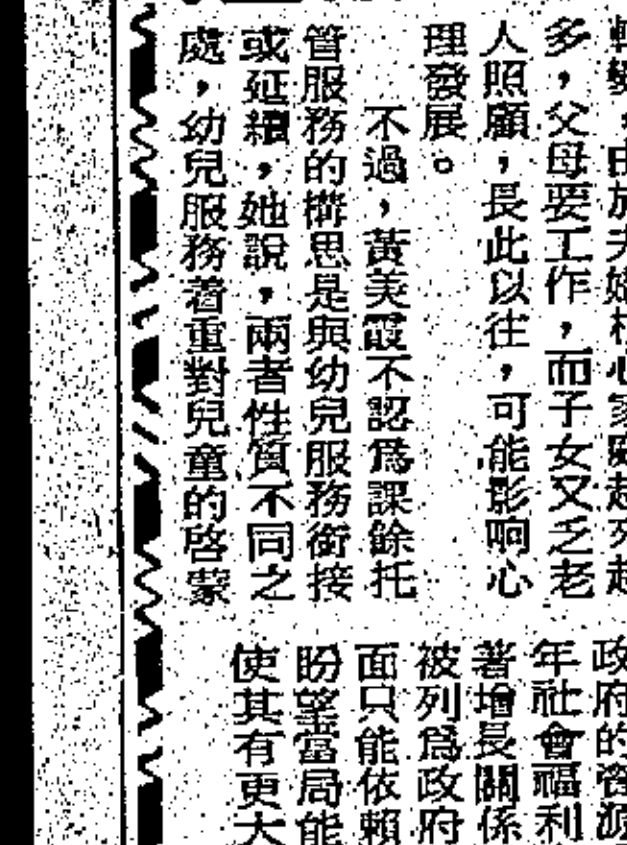 多，父母要工作，而子女又乏老
人照顧；長此以往，可能影响心
理發展。
不過，黃美霞不認爲課餘托
管服務的構思是與幼兒服務銜接
或延續，她說，兩者性質不同之
處，幼兒服務着重對兒童的啓蒙
政府的
年社會福利
著增長關係
被列爲政府
面只能依賴
盼望當局能
使其有更大